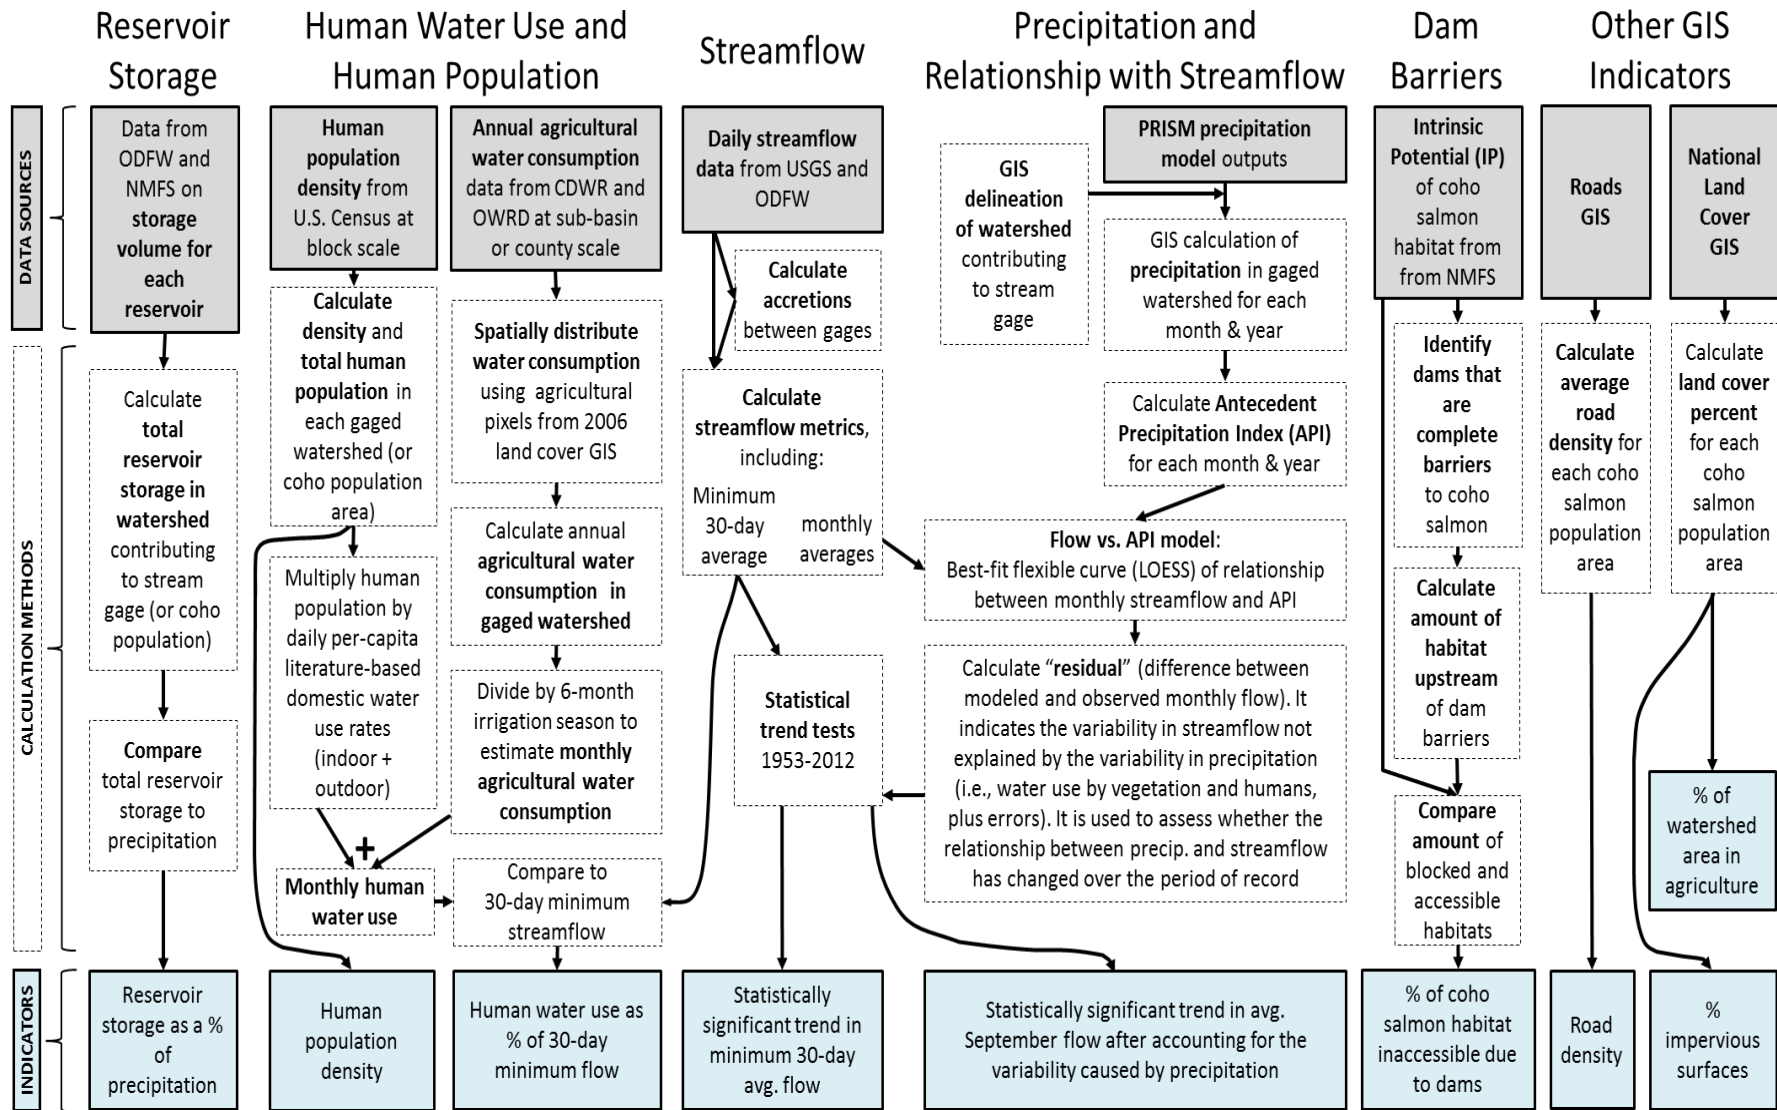 Reservoir
Storage
Human Water Use and
Human Population
Streamflow
Precipitation and
Relationship with Streamflow
Dam
Barriers
Other GIS
Indicators
DATA SOURCES
Data from
ODFW and
NMFS on
storage
volume for
each
reservoir
Human
population
density from
U.S. Census at
block scale
Annual agricultural
water consumption
data from CDWR and
OWRD at sub-basin
or county scale
Daily streamflow
data from USGS and
ODFW
PRISM precipitation
model outputs
GIS
delineation
of watershed
contributing
to stream
gage
Intrinsic
Potential (IP)
of coho
salmon
habitat from
from NMFS
Roads
GIS
National
Land
Cover
GIS
CALCULATION METHODS
Calculate
total
reservoir
storage in
watershed
contributing
to stream
gage (or coho
population)
Compare
total reservoir
storage to
precipitation
Calculate
density and
total human
population in
each gaged
watershed (or
coho population
area)
Multiply human
population by
daily per-capita
literature-based
domestic water
use rates
(indoor +
outdoor)
Spatially distribute
water consumption
using agricultural
pixels from 2006
land cover GIS
Calculate annual
agricultural water
consumption in
gaged watershed
Divide by 6-month
irrigation season to
estimate monthly
agricultural water
consumption
+
Monthly human
water use
Compare to
30-day minimum
streamflow
Calculate
accretions
between gages
Calculate
streamflow metrics,
including:
Minimum
30-day
average
monthly
averages
Statistical
trend tests
1953-2012
GIS calculation of
precipitation in gaged
watershed for each
month & year
Calculate Antecedent
Precipitation Index (API)
for each month & year
Flow vs. API model:
Best-fit flexible curve (LOESS) of relationship
between monthly streamflow and API
Calculate “residual” (difference between
modeled and observed monthly flow). It
indicates the variability in streamflow not
explained by the variability in precipitation
(i.e., water use by vegetation and humans,
plus errors). It is used to assess whether the
relationship between precip. and streamflow
has changed over the period of record
Identify
dams that
are
complete
barriers
to coho
salmon
Calculate
amount of
habitat
upstream
of dam
barriers
Compare
amount of
blocked and
accessible
habitats
Calculate
average
road
density for
each coho
salmon
population
area
Calculate
land cover
percent
for each
coho
salmon
population
area
% of
watershed
area in
agriculture
INDICATORS
Reservoir
storage as a %
of
precipitation
Human
population
density
Human water use as
% of 30-day
minimum flow
Statistically
significant trend in
minimum 30-day
avg. flow
Statistically significant trend in avg.
September flow after accounting for the
variability caused by precipitation
% of coho
salmon habitat
inaccessible due
to dams
Road
density
%
impervious
surfaces